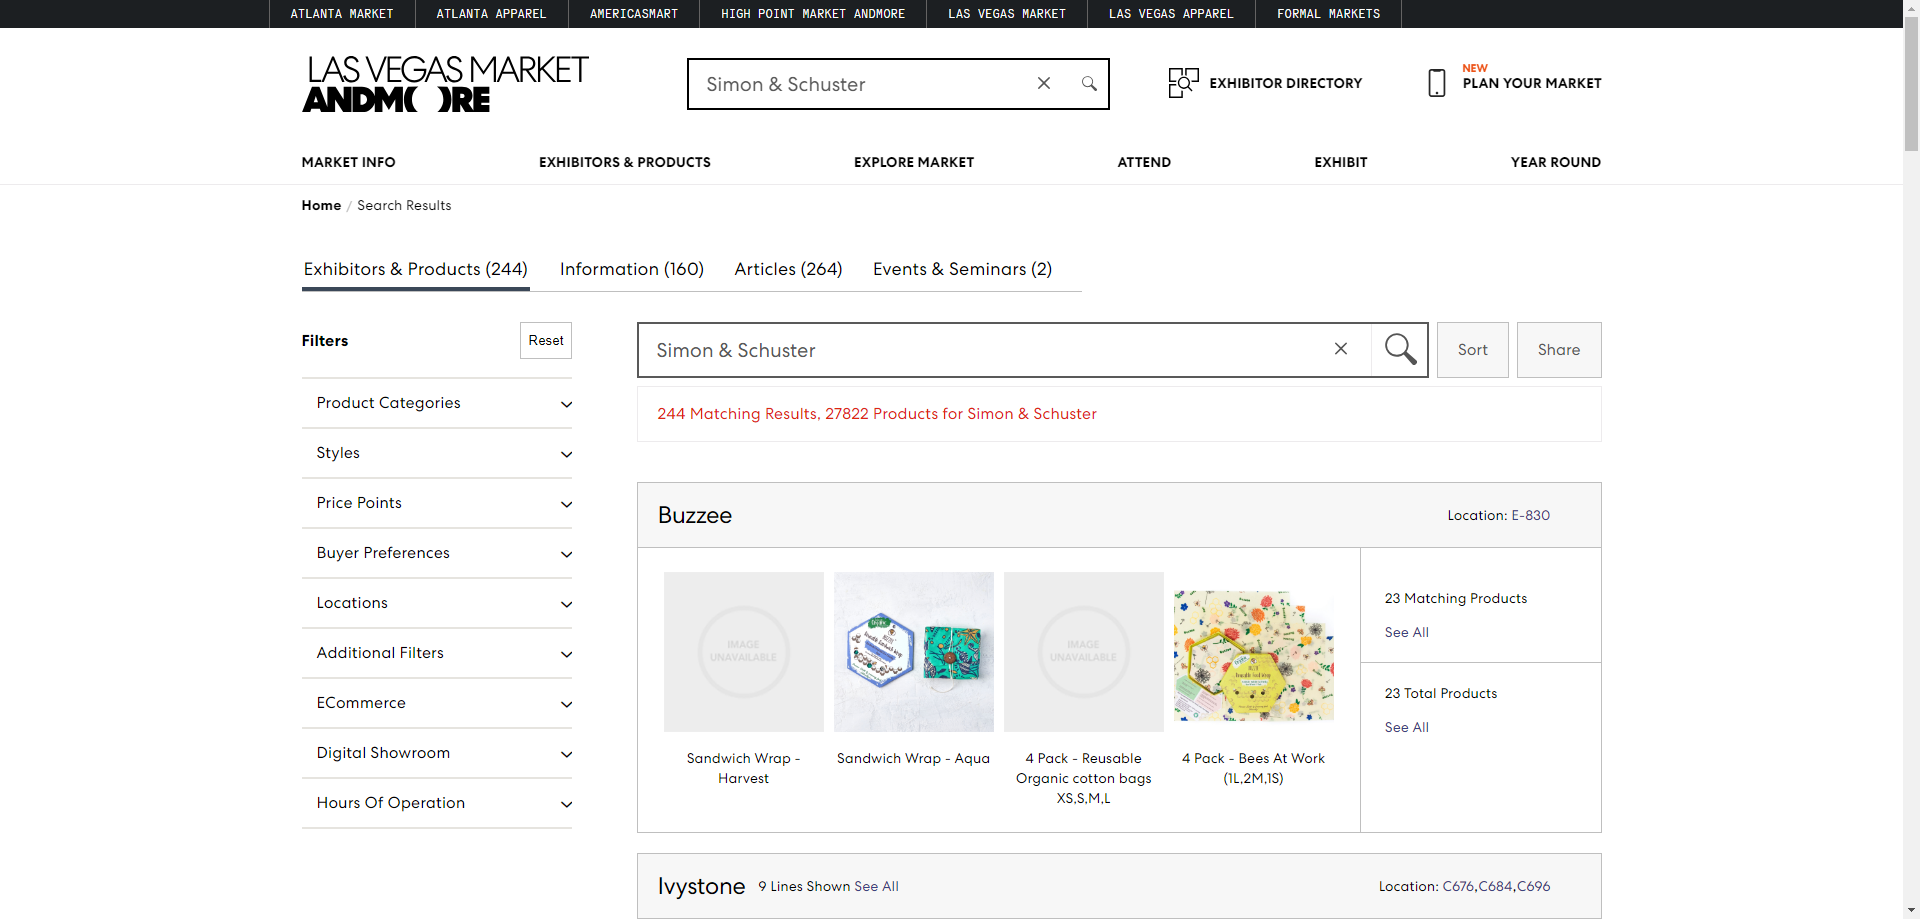 ATLANTA MARKET
ATLANTA APPAREL
AMERICASMART
HIGH POINT MARKET ANDMORE
LAS VEGAS MARKET
LAS VEGAS APPAREL
FORMAL MARKETS
LAS VEGAS MARKET
ANDMORE
Simon & Schuster
EXHIBITOR DIRECTORY
NEW
PLAN YOUR MARKET
MARKET INFO
EXHIBITORS & PRODUCTS
EXPLORE MARKET
ATTEND
EXHIBIT
YEAR ROUND
Home / Search Results
Exhibitors & Products (244)
Information (160)
Articles (264)
Events & Seminars (2)
Filters
Reset
Product Categories
Styles
Price Points
Buyer Preferences
Locations
Additional Filters
ECommerce
Digital Showroom
Hours Of Operation
Simon & Schuster
Sort
Share
244 Matching Results, 27822 Products for Simon & Schuster
Buzzee
Location: E-830
IMAGE
UNAVAILABLE
IMAGE
UNAVAILABLE
Sandwich Wrap -
Harvest
Sandwich Wrap - Aqua
4 Pack - Reusable
Organic cotton bags
XS,S,M,L
4 Pack - Bees At Work
(1L,2M,1S)
23 Matching Products
See All
23 Total Products
See All
Ivystone
9 Lines Shown See All
Location: C676,C684,C696